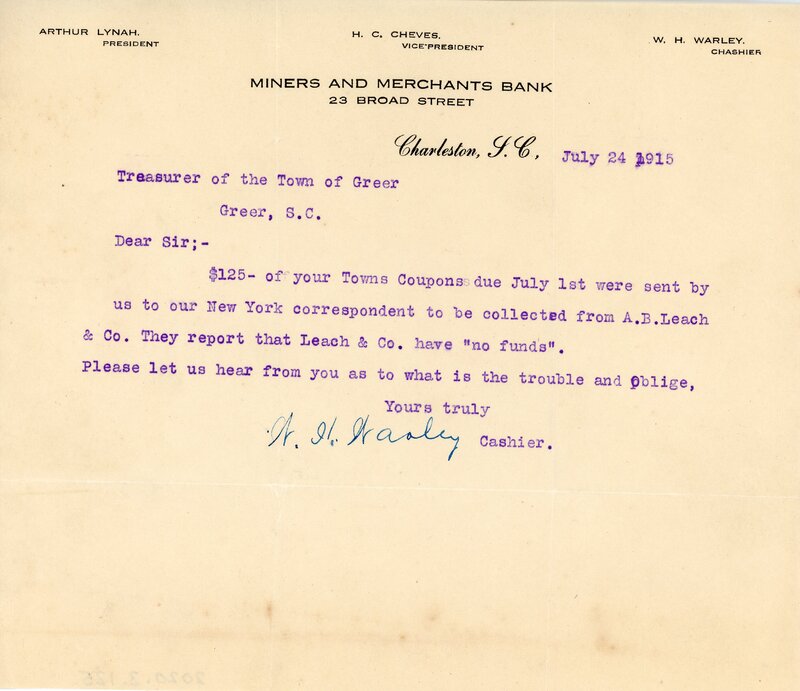 ARTHUR LYNAH.
PRESIDENT
H. C. CHEVES.
VICE-PRESIDENT
W. H. WARLEY.
CHASHIER
MINERS AND MERCHANTS BANK
23 BROAD STREET
Charleston, S. C., July 24 1915
Treasurer of the Town of Greer
Greer, S.C.
Dear Sir;-
$125- of your Towns Coupons due July 1st were sent by
us to our New York correspondent to be collected from A.B.Leach
& Co. They report that Leach & Co. have "no funds".
Please let us hear from you as to what is the trouble and oblige,
Yours truly
W. H. Warley Cashier.
2020.3.125